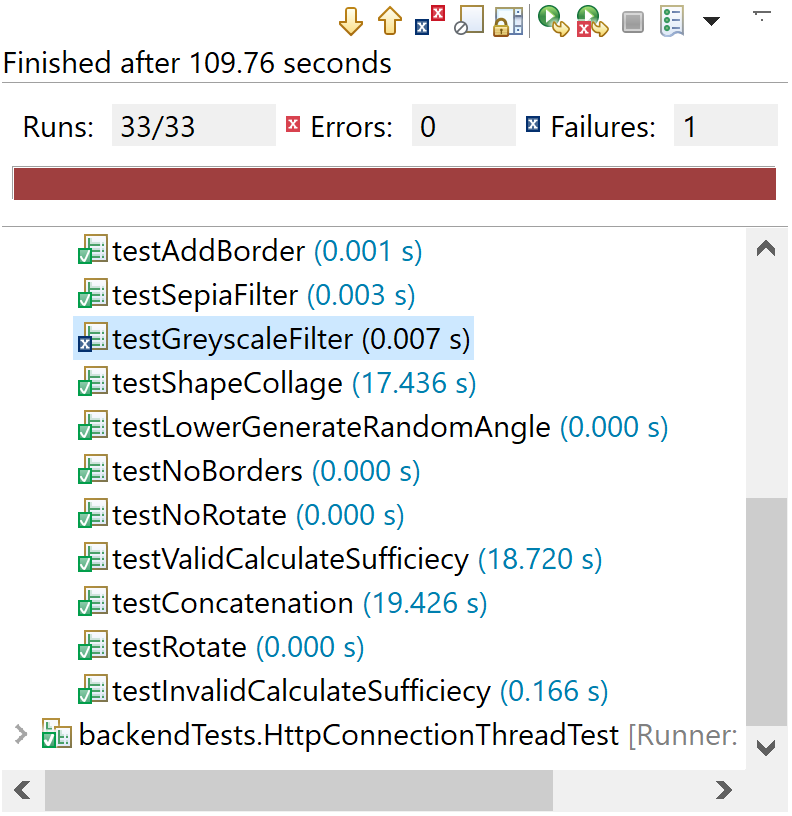 Finished after 109.76 seconds
Runs: 33/33 Errors: 0 Failures: 1
testAddBorder (0.001 s)
testSepiaFilter (0.003 s)
testGreyscaleFilter (0.007 s)
testShapeCollage (17.436 s)
testLowerGenerateRandomAngle (0.000 s)
testNoBorders (0.000 s)
testNoRotate (0.000 s)
testValidCalculateSufficiecy (18.720 s)
testConcatenation (19.426 s)
testRotate (0.000 s)
testInvalidCalculateSufficiecy (0.166 s)
backendTests.HttpConnectionThreadTest [Runner: